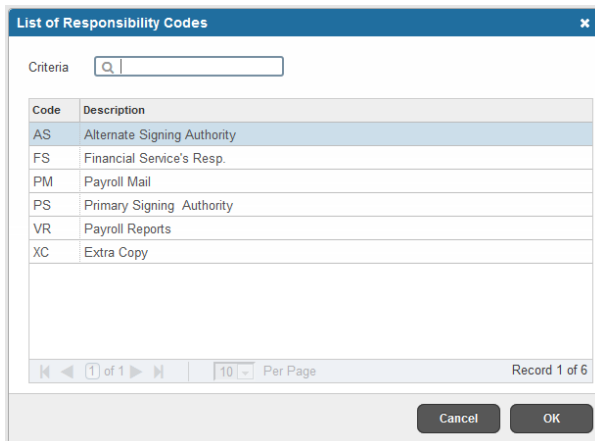 List of Responsibility Codes
Criteria
Code Description
AS Alternate Signing Authority
FS Financial Service's Resp.
PM Payroll Mail
PS Primary Signing Authority
VR Payroll Reports
XC Extra Copy
1 of 1 10 Per Page Record 1 of 6
Cancel OK